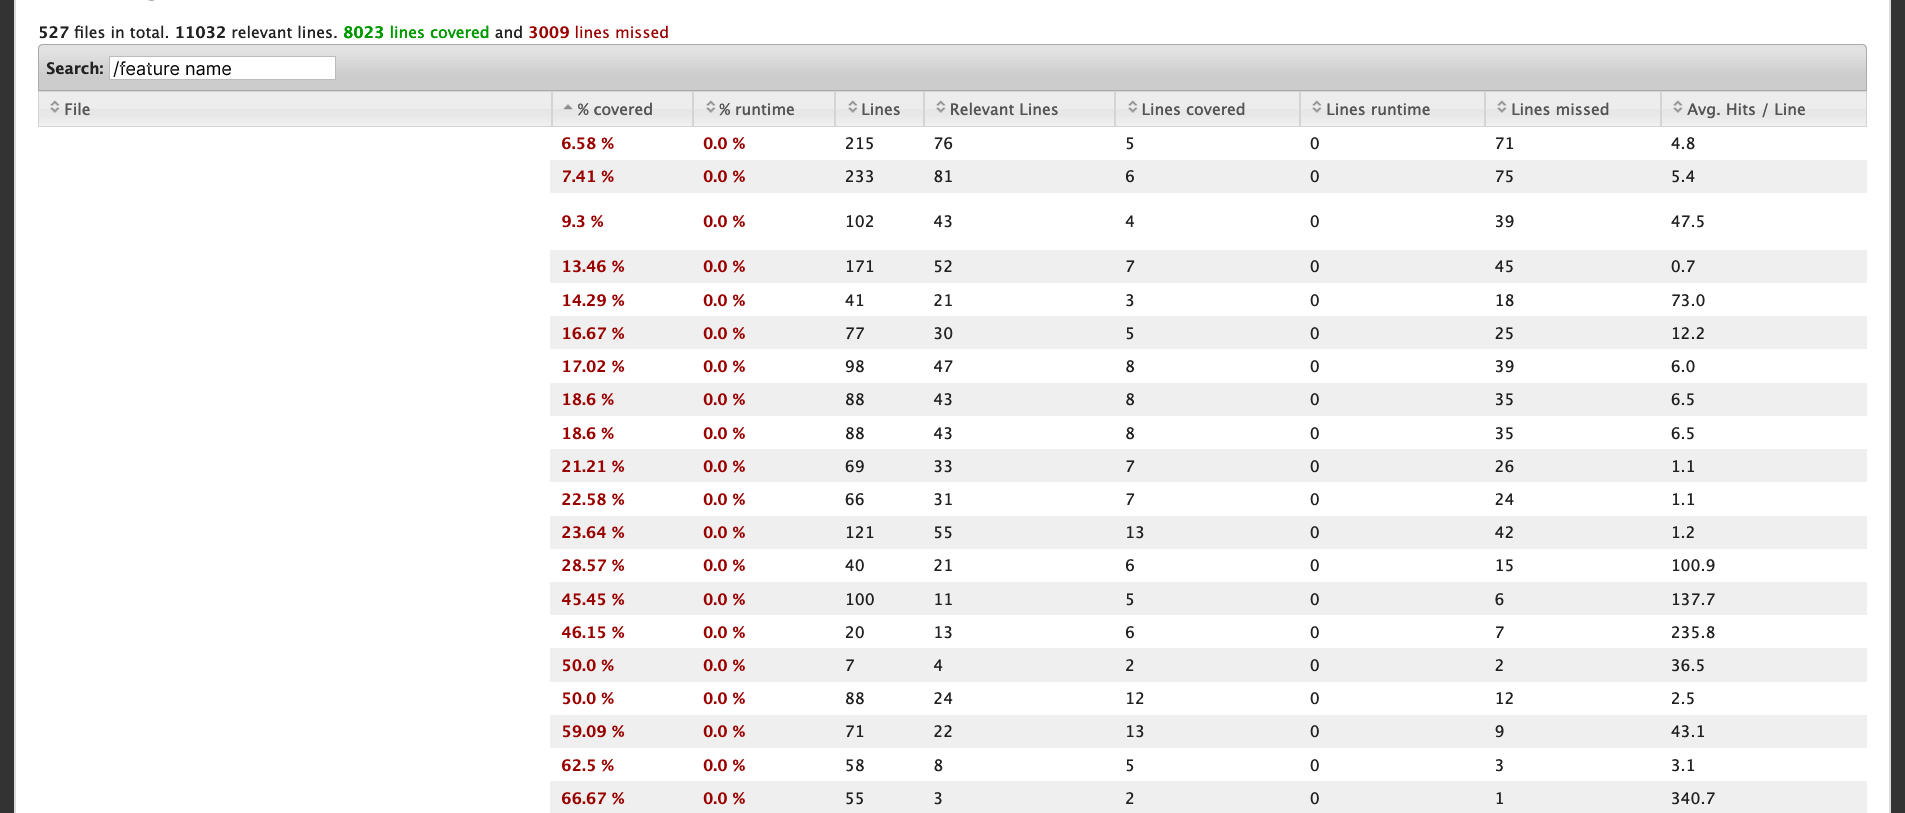 527 files in total. 11032 relevant lines. 8023 lines covered and 3009 lines missed
Search: /feature name
File % covered % runtime Lines Relevant Lines Lines covered Lines runtime Lines missed Avg. Hits / Line
6.58 % 0.0 % 215 76 5 0 71 4.8
7.41 % 0.0 % 233 81 6 0 75 5.4
9.3 % 0.0 % 102 43 4 0 39 47.5
13.46 % 0.0 % 171 52 7 0 45 0.7
14.29 % 0.0 % 41 21 3 0 18 73.0
16.67 % 0.0 % 77 30 5 0 25 12.2
17.02 % 0.0 % 98 47 8 0 39 6.0
18.6 % 0.0 % 88 43 8 0 35 6.5
18.6 % 0.0 % 88 43 8 0 35 6.5
21.21 % 0.0 % 69 33 7 0 26 1.1
22.58 % 0.0 % 66 31 7 0 24 1.1
23.64 % 0.0 % 121 55 13 0 42 1.2
28.57 % 0.0 % 40 21 6 0 15 100.9
45.45 % 0.0 % 100 11 5 0 6 137.7
46.15 % 0.0 % 20 13 6 0 7 235.8
50.0 % 0.0 % 7 4 2 0 2 36.5
50.0 % 0.0 % 88 24 12 0 12 2.5
59.09 % 0.0 % 71 22 13 0 9 43.1
62.5 % 0.0 % 58 8 5 0 3 3.1
66.67 % 0.0 % 55 3 2 0 1 340.7